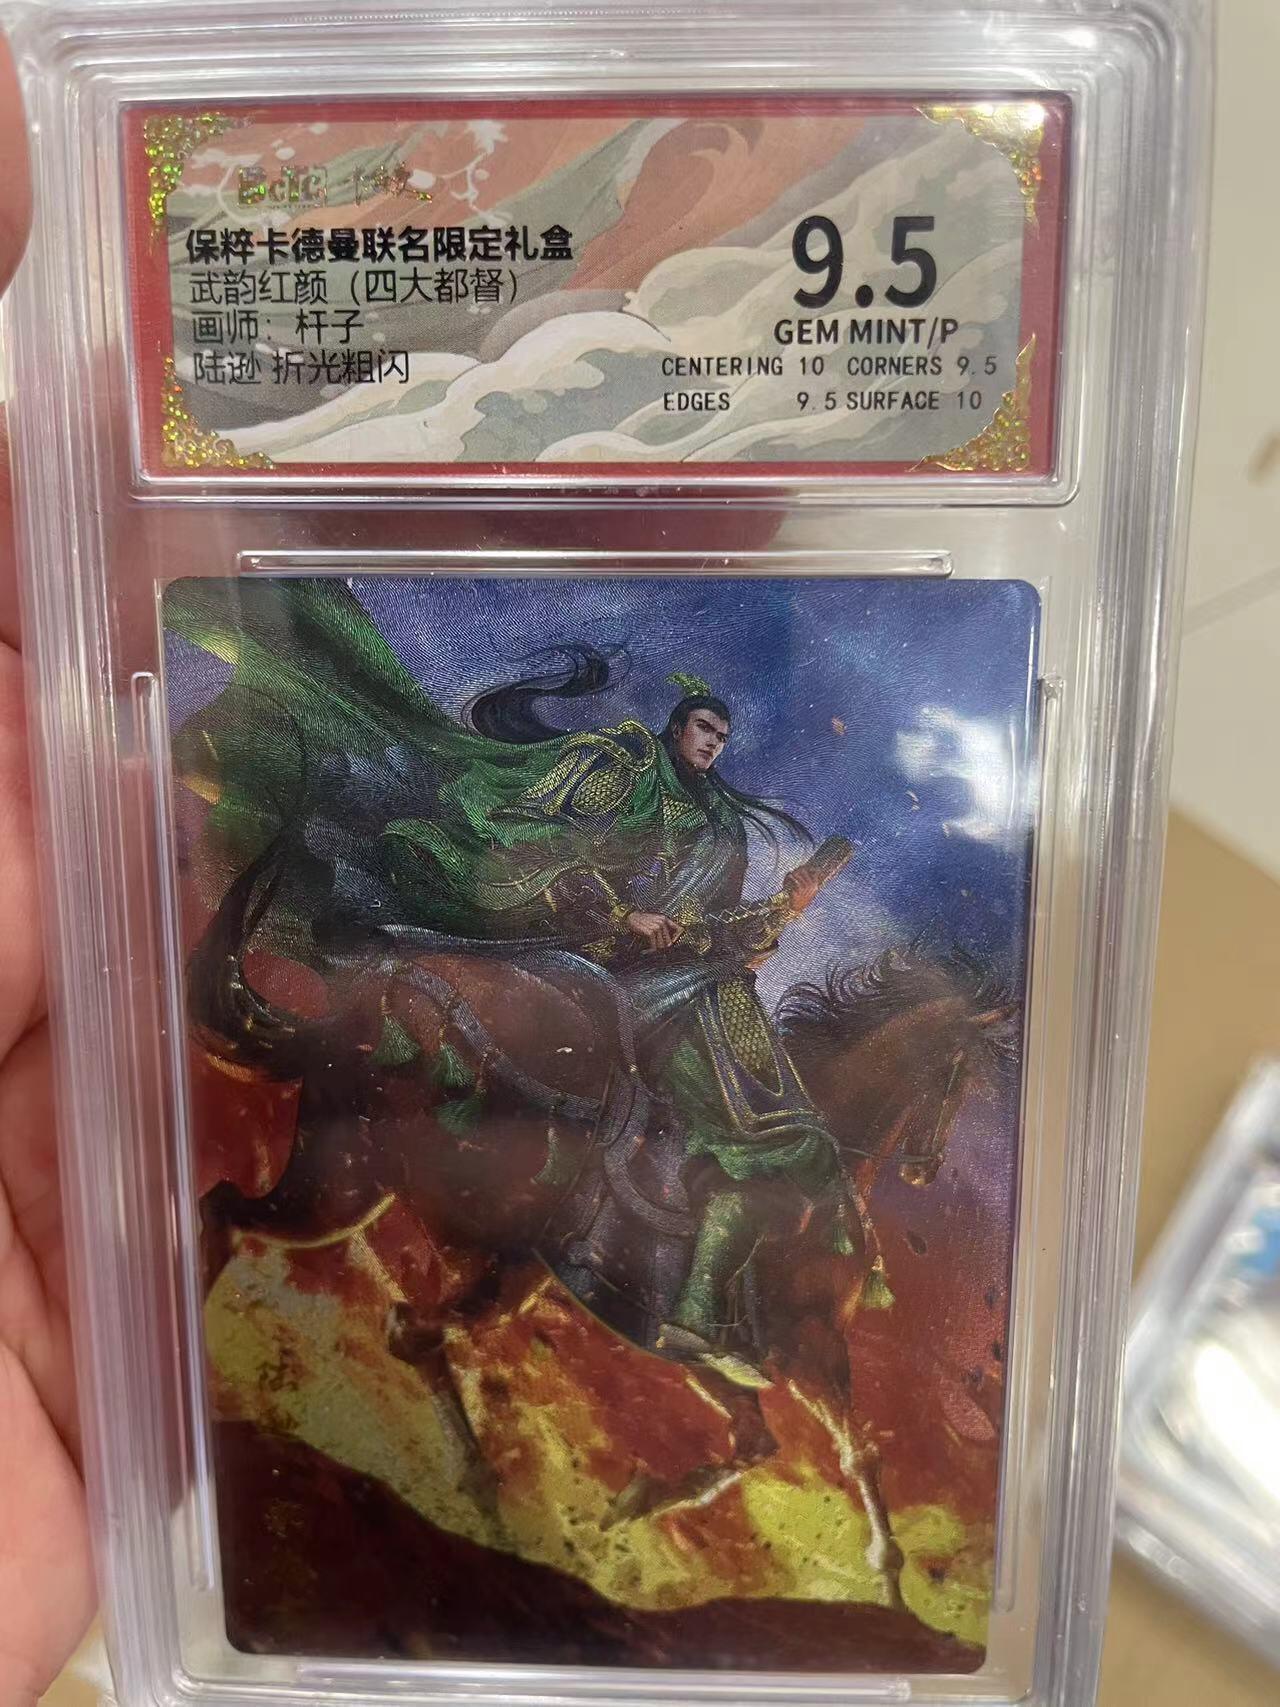 BcTc
保粹卡德曼联名限定礼盒
武韵红颜（四大都督）
画师：杆子
陆逊 折光粗闪
9.5
GEM MINT/P
CENTERING 10 CORNERS 9.5
EDGES 9.5 SURFACE 10